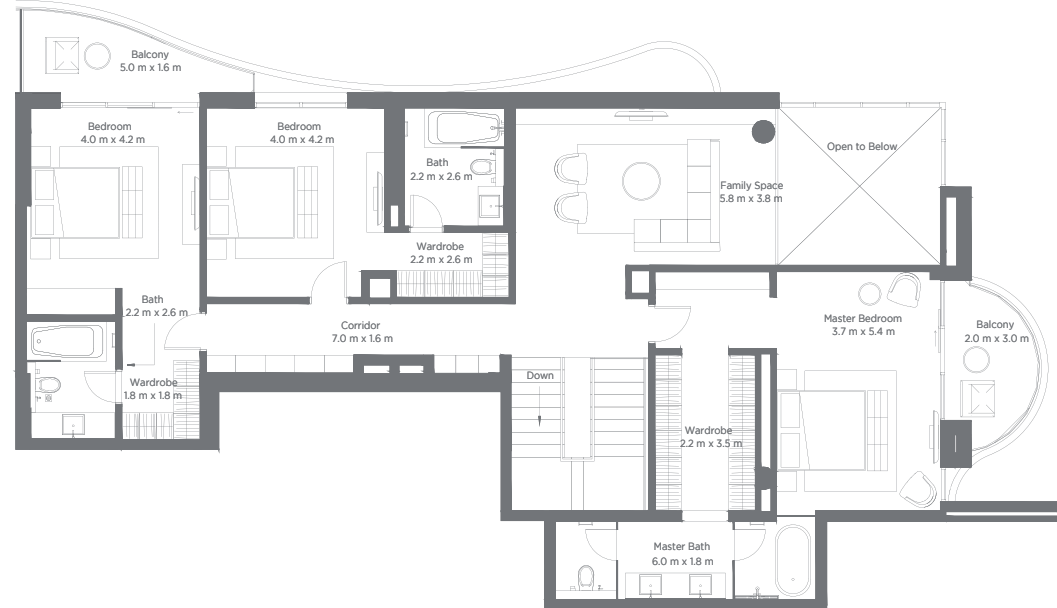 Balcony
5.0 m x 1.6 m
Bedroom
4.0 m x 4.2 m
Bedroom
4.0 m x 4.2 m
Bath
2.2 m x 2.6 m
Open to Below
Family Space
5.8 m x 3.8 m
Wardrobe
2.2 m x 2.6 m
Bath
2.2 m x 2.6 m
Corridor
7.0 m x 1.6 m
Master Bedroom
3.7 m x 5.4 m
Balcony
2.0 m x 3.0 m
Down
Wardrobe
1.8 m x 1.8 m
Wardrobe
2.2 m x 3.5 m
Master Bath
6.0 m x 1.8 m